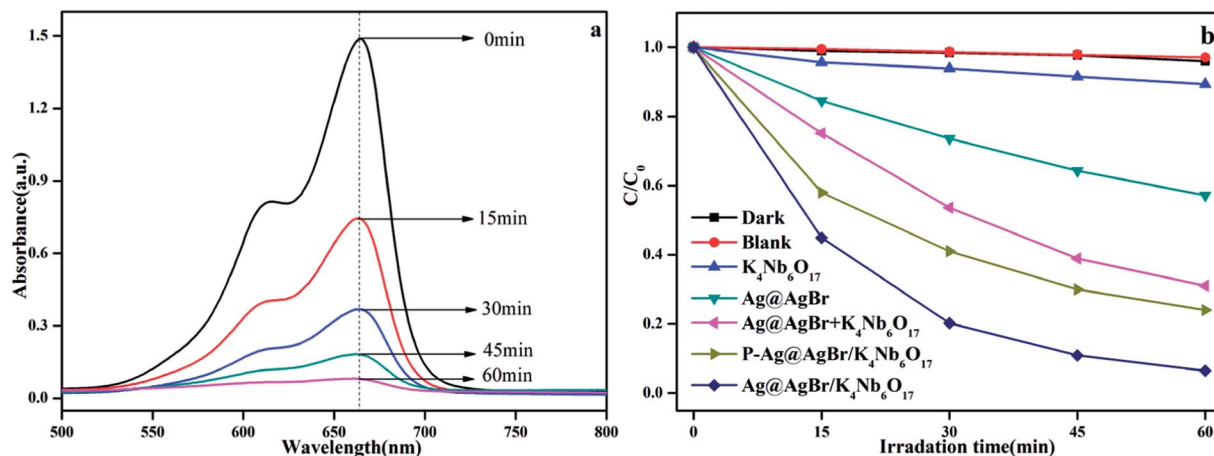 a
1.5
1.2
0.9
0.6
0.3
0.0
Absorbance(a.u.)
0min
15min
30min
45min
60min
500
550
600
650
700
750
800
Wavelength(nm)
b
1.0
0.8
0.6
0.4
0.2
0.0
C/C₀
Dark
Blank
K₄Nb₆O₁₇
Ag@AgBr
Ag@AgBr+K₄Nb₆O₁₇
P-Ag@AgBr/K₄Nb₆O₁₇
Ag@AgBr/K₄Nb₆O₁₇
0
15
30
45
60
Irradation time(min)